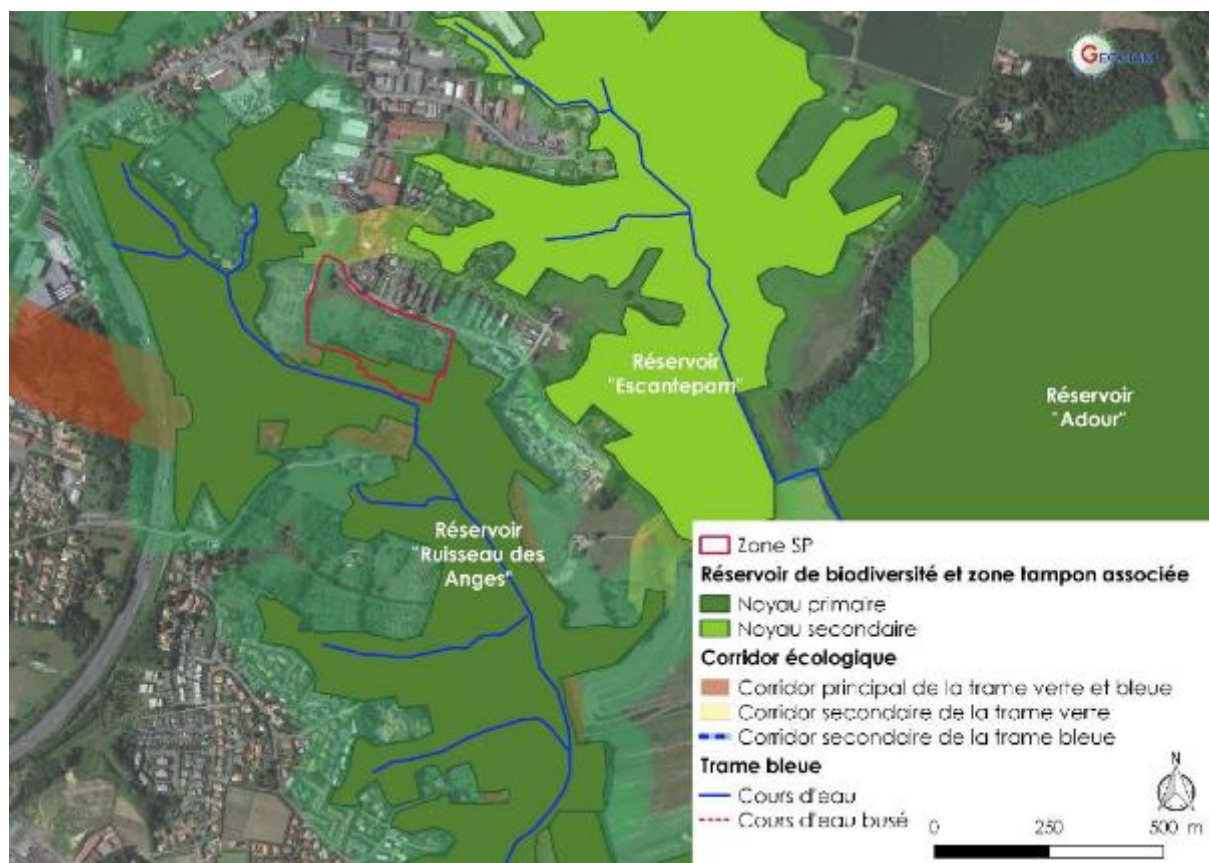 Réservoir
"Escantepam"
Réservoir
"Adour"
Réservoir
"Ruisseau des
Anges"
Zone SP
Réservoir de biodiversité et zone tampon associée
Noyau primaire
Noyau secondaire
Corridor écologique
Corridor principal de la trame verte et bleue
Corridor secondaire de la trame verte
Corridor secondaire de la trame bleue
Trame bleue
Cours d'eau
Cours d'eau busé
N
0 250 500 m